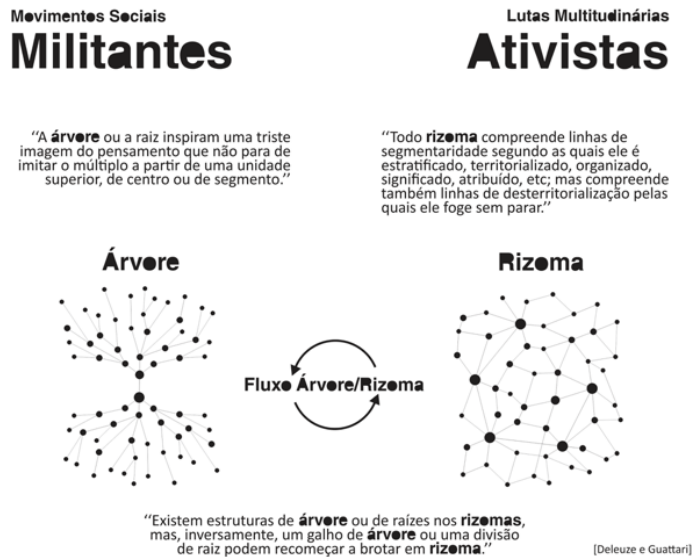 Movimentos Sociais
Militantes
Lutas Multitudinárias
Ativistas
“A árvore ou a raiz inspiram uma triste
imagem do pensamento que não para de
imitar o múltiplo a partir de uma unidade
superior, de centro ou de segmento.”
“Todo rizoma compreende linhas de
segmentaridade segundo as quais ele é
estratificado, territorializado, organizado,
significado, atribuído, etc; mas compreende
também linhas de desterritorialização pelas
quais ele foge sem parar.”
Árvore
Rizoma
Fluxo Árvore/Rizoma
“Existem estruturas de árvore ou de raízes nos rizomas,
mas, inversamente, um galho de árvore ou uma divisão
de raiz podem recomeçar a brotar em rizoma.”
[Deleuze e Guattari]